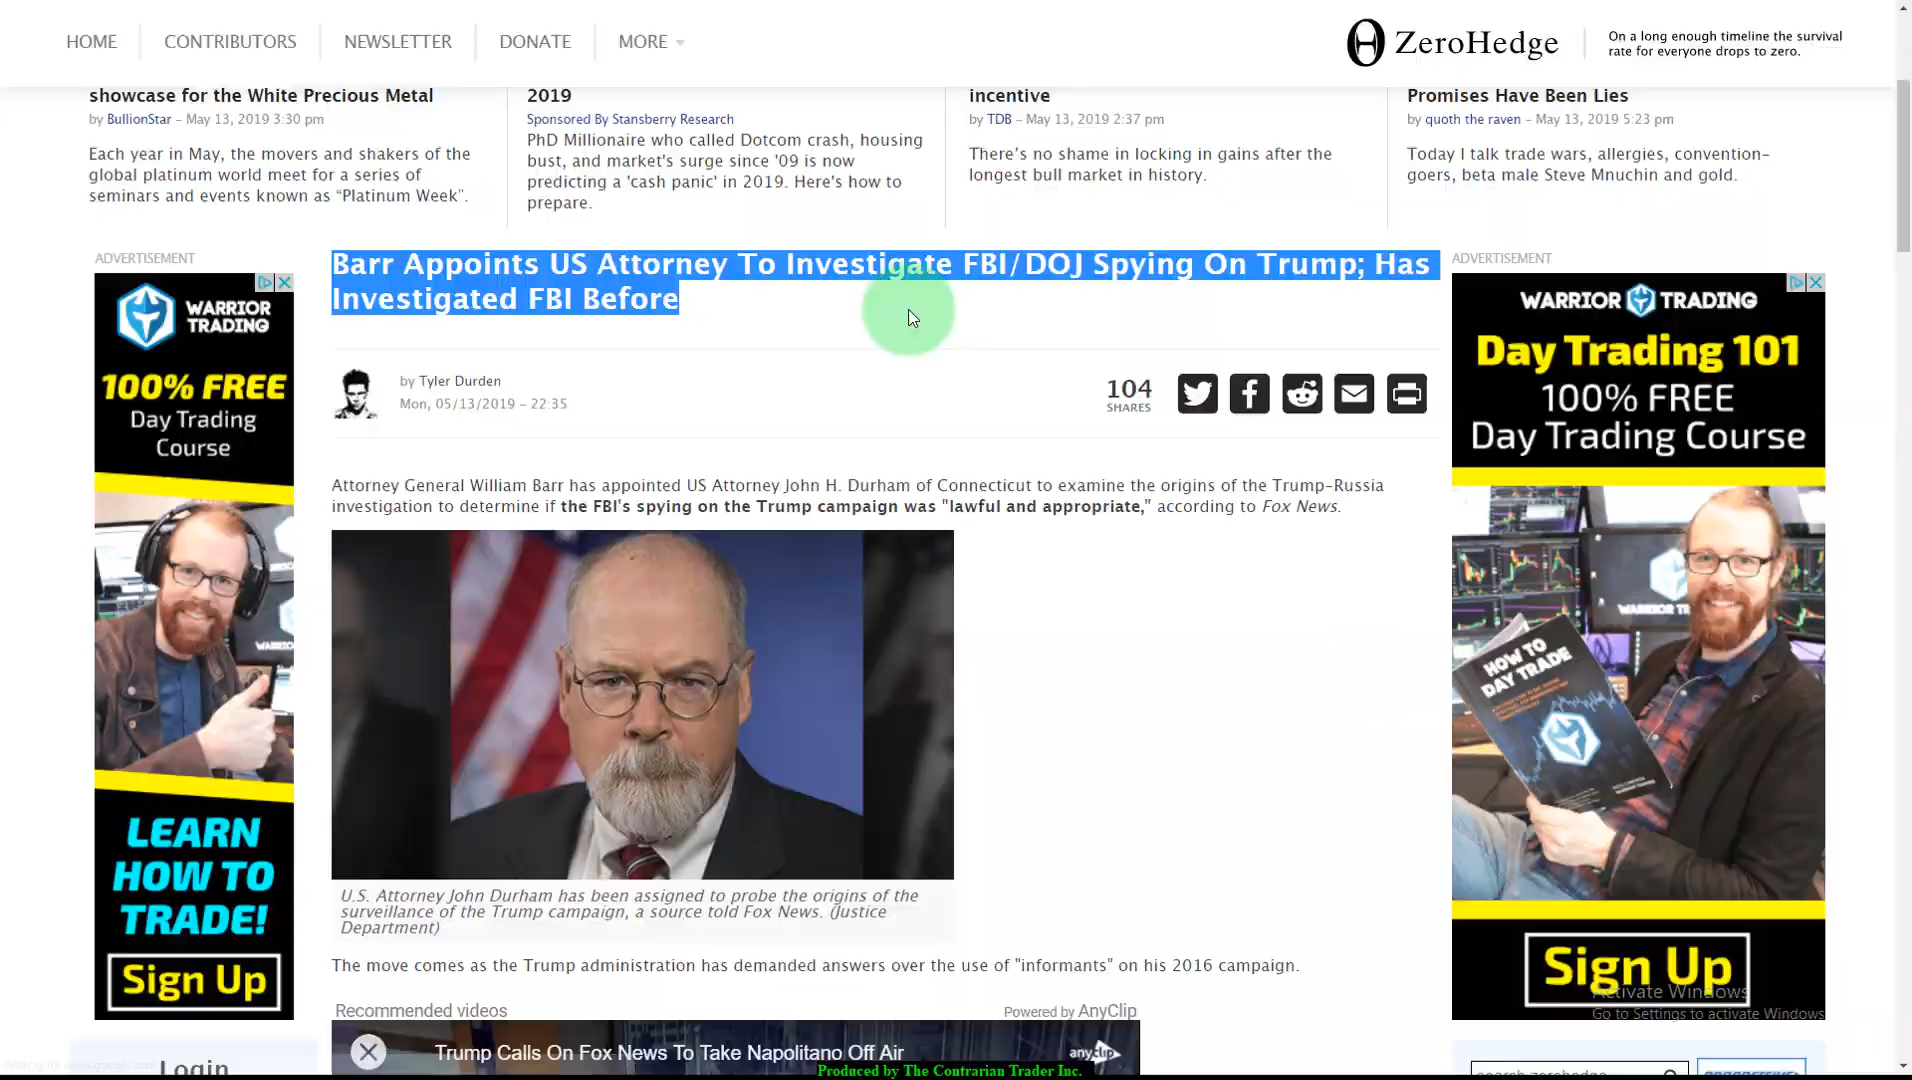 HOME
CONTRIBUTORS
NEWSLETTER
DONATE
MORE
ZeroHedge
On a long enough timeline the survival
rate for everyone drops to zero.
showcase for the White Precious Metal
by BullionStar – May 13, 2019 3:30 pm
Each year in May, the movers and shakers of the
global platinum world meet for a series of
seminars and events known as “Platinum Week”.
2019
Sponsored By Stansberry Research
PhD Millionaire who called Dotcom crash, housing
bust, and market's surge since '09 is now
predicting a 'cash panic' in 2019. Here's how to
prepare.
incentive
by TDB – May 13, 2019 2:37 pm
There’s no shame in locking in gains after the
longest bull market in history.
Promises Have Been Lies
by quoth the raven – May 13, 2019 5:23 pm
Today I talk trade wars, allergies, convention-
goers, beta male Steve Mnuchin and gold.
ADVERTISEMENT
WARRIOR
TRADING
100% FREE
Day Trading
Course
LEARN
HOW TO
TRADE!
Sign Up
Login
Barr Appoints US Attorney To Investigate FBI/DOJ Spying On Trump; Has
Investigated FBI Before
by Tyler Durden
Mon, 05/13/2019 – 22:35
104
SHARES
Attorney General William Barr has appointed US Attorney John H. Durham of Connecticut to examine the origins of the Trump-Russia
investigation to determine if the FBI's spying on the Trump campaign was "lawful and appropriate," according to Fox News.
U.S. Attorney John Durham has been assigned to probe the origins of the
surveillance of the Trump campaign, a source told Fox News. (Justice
Department)
The move comes as the Trump administration has demanded answers over the use of "informants" on his 2016 campaign.
Recommended videos
Powered by AnyClip
Trump Calls On Fox News To Take Napolitano Off Air
anyclip
Produced by The Contrarian Trader Inc.
ADVERTISEMENT
WARRIOR TRADING
Day Trading 101
100% FREE
Day Trading Course
HOW TO
DAY TRADE
Sign Up
Activate Windows
Go to Settings to activate Windows
search zerohedge